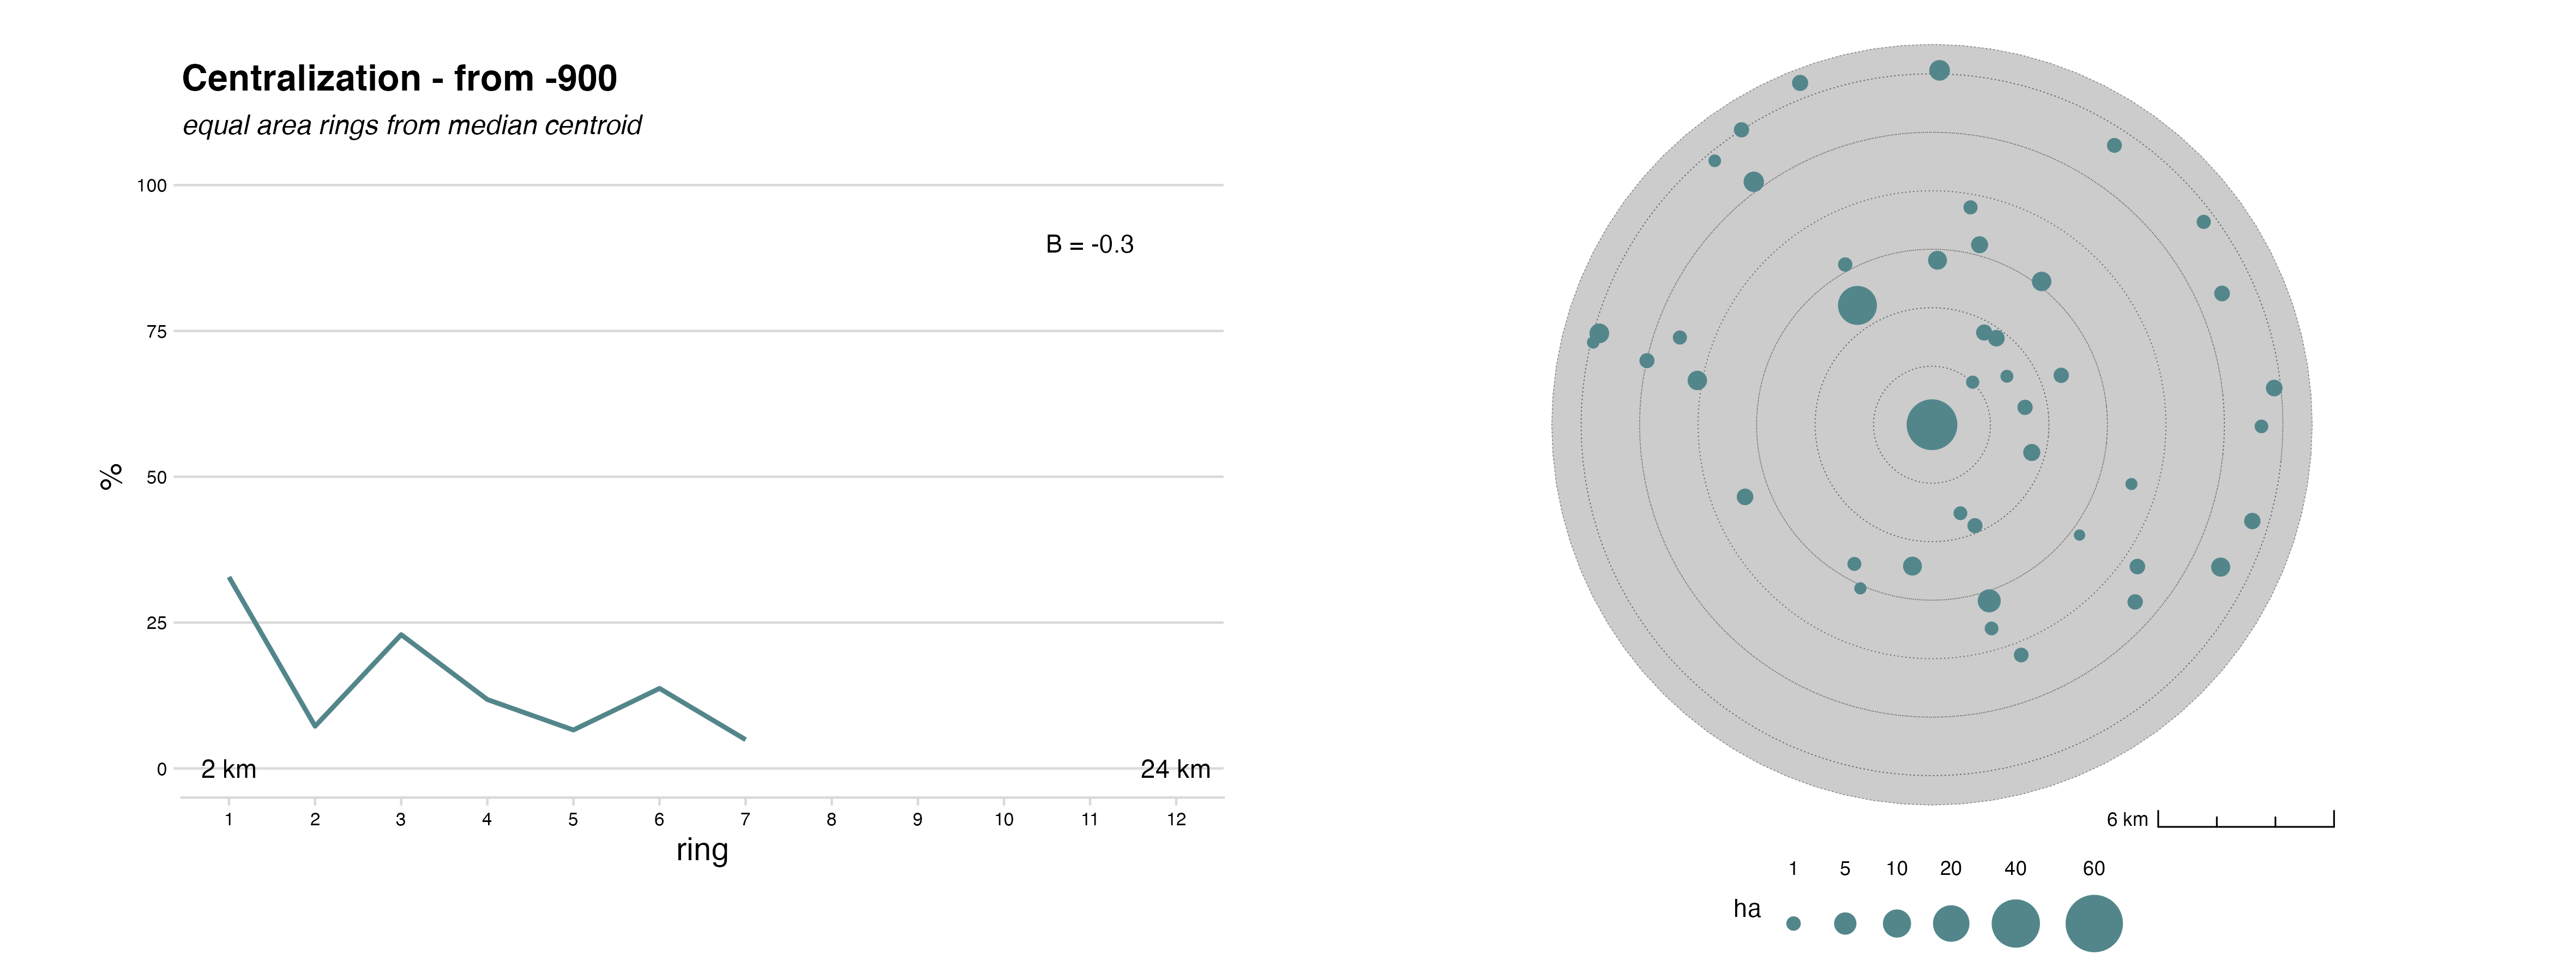 Centralization - from -900
equal area rings from median centroid
100
75
50
25
0
%
B = -0.3
2 km
24 km
1 2 3 4 5 6 7 8 9 10 11 12
ring
6 km
1 5 10 20 40 60
ha